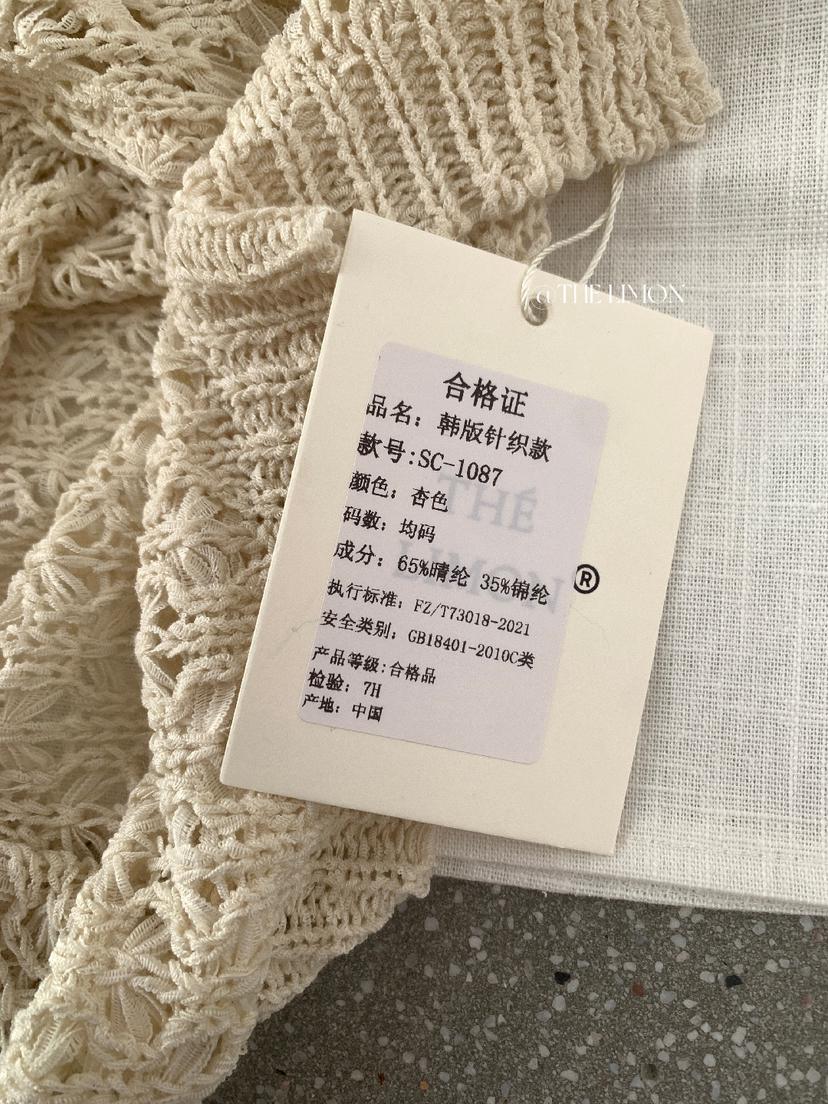 @THE LIMON
合格证
品名：韩版针织款
款号:SC-1087
颜色：杏色
码数：均码
成分：65%晴纶 35%锦纶
执行标准：FZ/T73018-2021
安全类别：GB18401-2010C类
产品等级:合格品
检验：7H
产地：中国
THÉ
LIMON
®